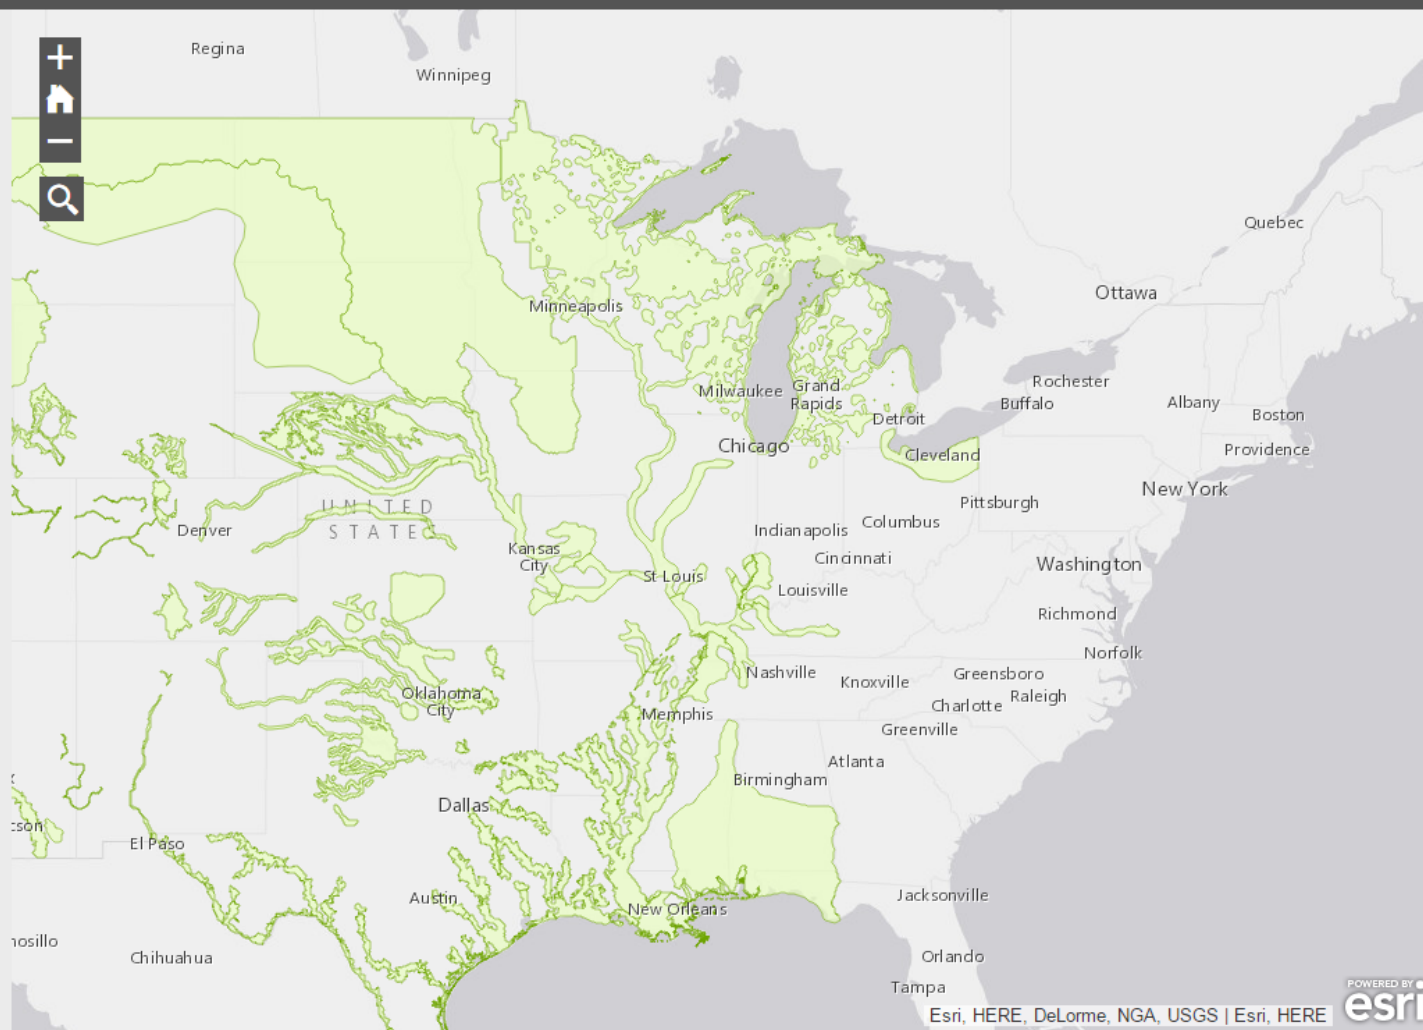 Regina
Winnipeg
Quebec
Ottawa
Minneapolis
Rochester
Milwaukee
Grand
Rapids
Buffalo
Albany
Boston
Detroit
Chicago
Cleveland
Providence
New York
Pittsburgh
UNITED
STATES
Denver
Columbus
Indianapolis
Kansas
City
Cincinnati
Washington
St Louis
Louisville
Richmond
Norfolk
Nashville
Knoxville
Greensboro
Oklahoma
City
Raleigh
Charlotte
Memphis
Greenville
Atlanta
Birmingham
Dallas
cson
El Paso
Austin
Jacksonville
New Orleans
nosillo
Chihuahua
Orlando
Tampa
POWERED BY
esri
Esri, HERE, DeLorme, NGA, USGS | Esri, HERE